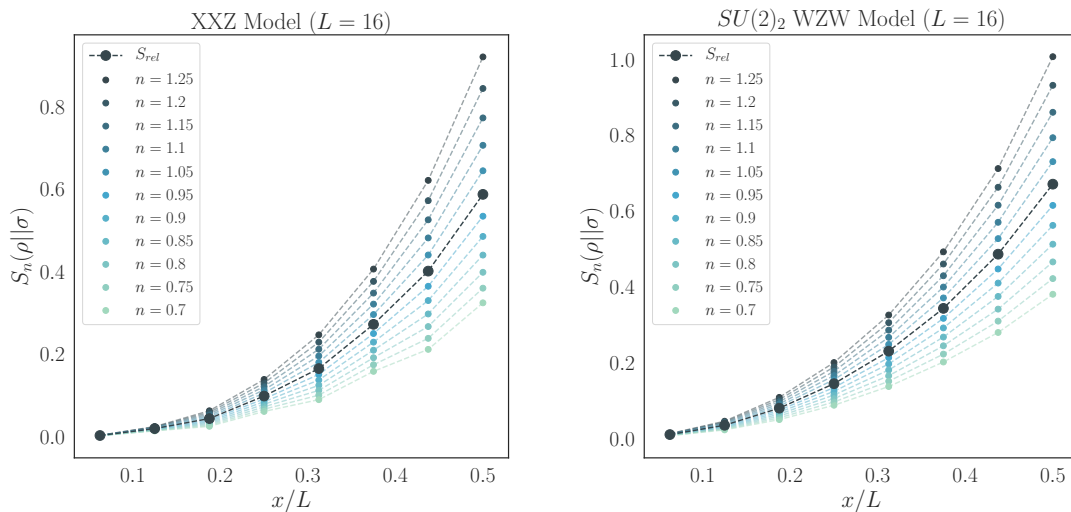 XXZ Model (L = 16)
S_n(ρ||σ)
0.8
0.6
0.4
0.2
0.0
S_{rel}
n = 1.25
n = 1.2
n = 1.15
n = 1.1
n = 1.05
n = 0.95
n = 0.9
n = 0.85
n = 0.8
n = 0.75
n = 0.7
0.1 0.2 0.3 0.4 0.5
x/L
SU(2)₂ WZW Model (L = 16)
S_n(ρ||σ)
1.0
0.8
0.6
0.4
0.2
0.0
S_{rel}
n = 1.25
n = 1.2
n = 1.15
n = 1.1
n = 1.05
n = 0.95
n = 0.9
n = 0.85
n = 0.8
n = 0.75
n = 0.7
0.1 0.2 0.3 0.4 0.5
x/L